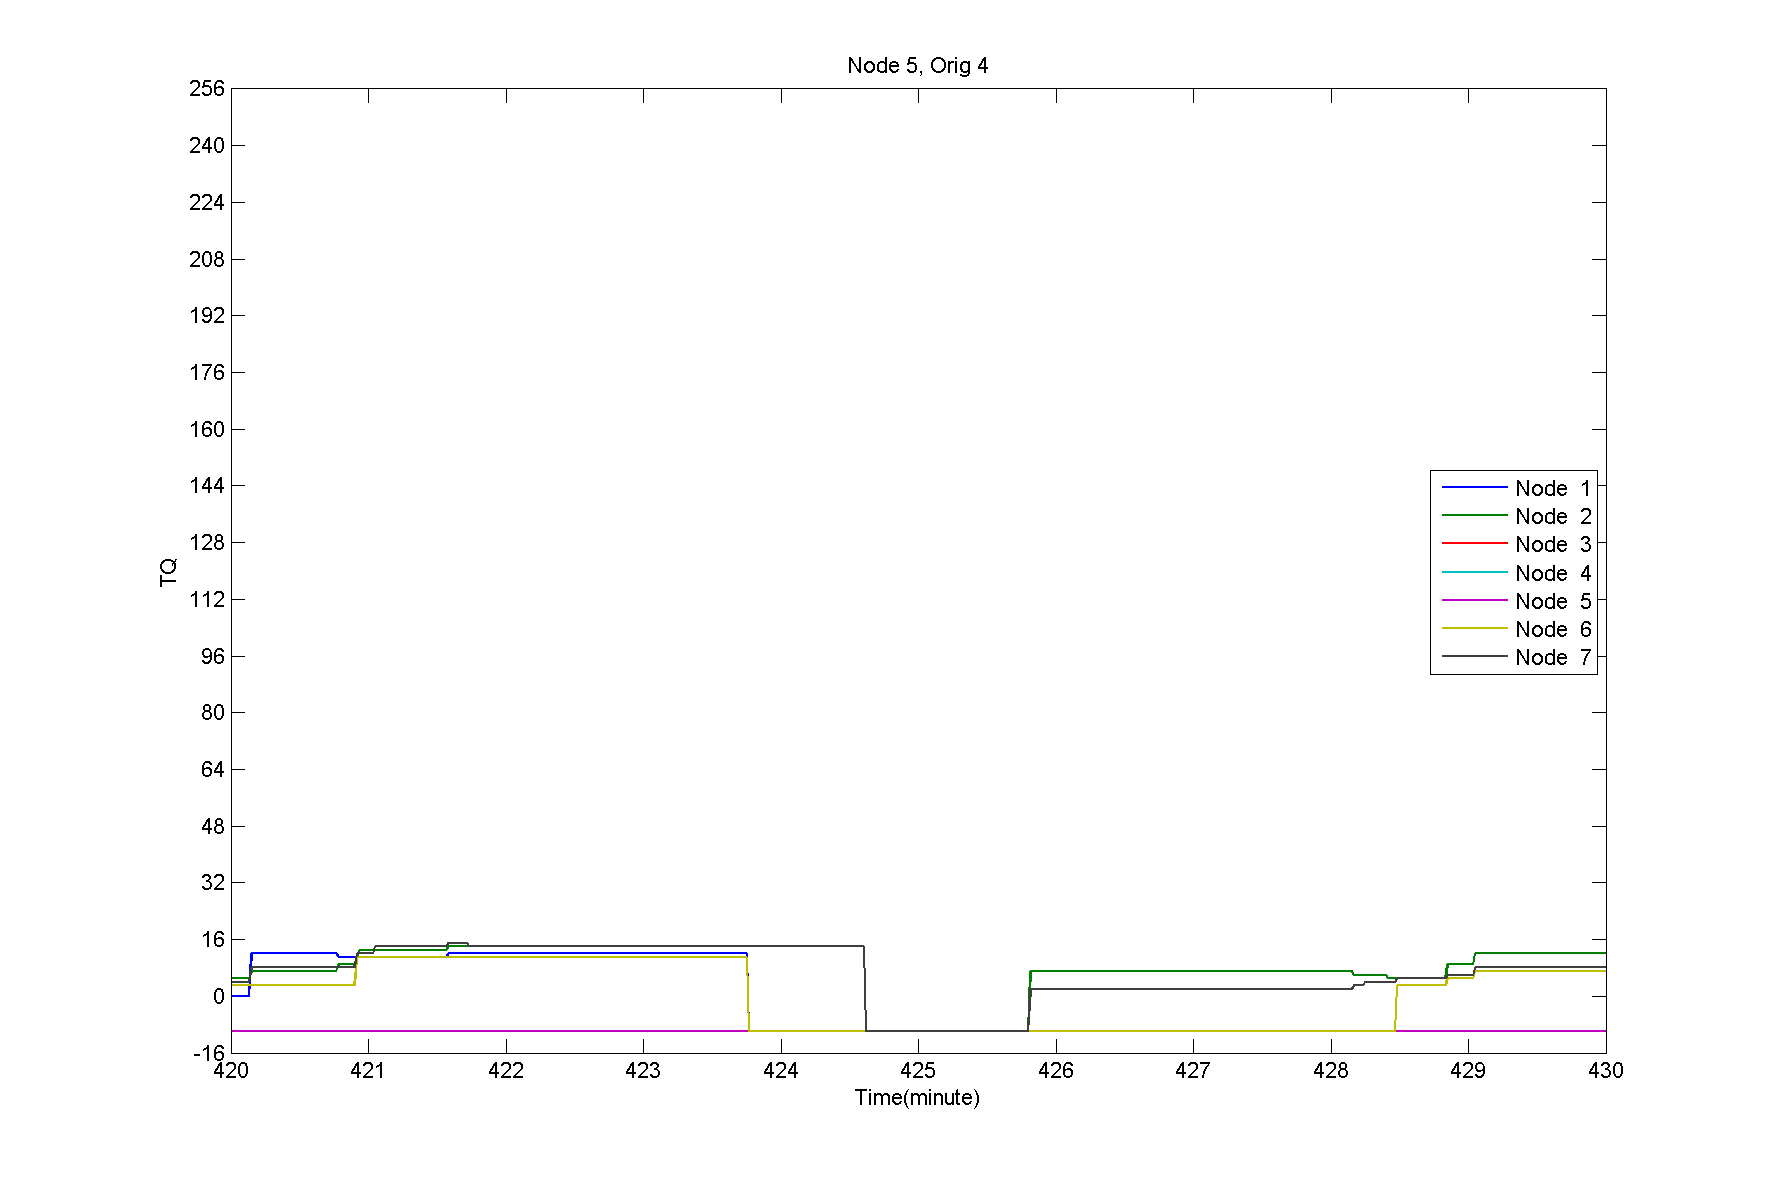 Node 5, Orig 4
256
240
224
208
192
176
160
144
128
112
96
80
64
48
32
16
0
-16
TQ
Node 1
Node 2
Node 3
Node 4
Node 5
Node 6
Node 7
420 421 422 423 424 425 426 427 428 429 430
Time(minute)